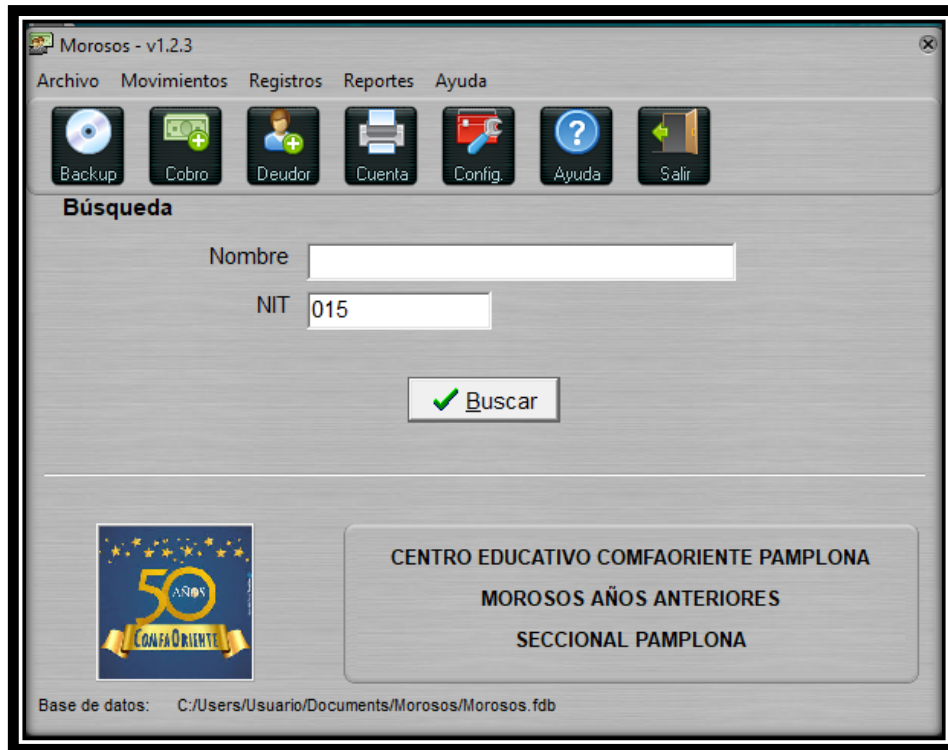 Morosos - v1.2.3
Archivo Movimientos Registros Reportes Ayuda
Backup Cobro Deudor Cuenta Config. Ayuda Salir
Búsqueda
Nombre
NIT 015
Buscar
50 AÑOS
COMFAORIENTE
CENTRO EDUCATIVO COMFAORIENTE PAMPLONA
MOROSOS AÑOS ANTERIORES
SECCIONAL PAMPLONA
Base de datos: C:/Users/Usuario/Documents/Morosos/Morosos.fdb